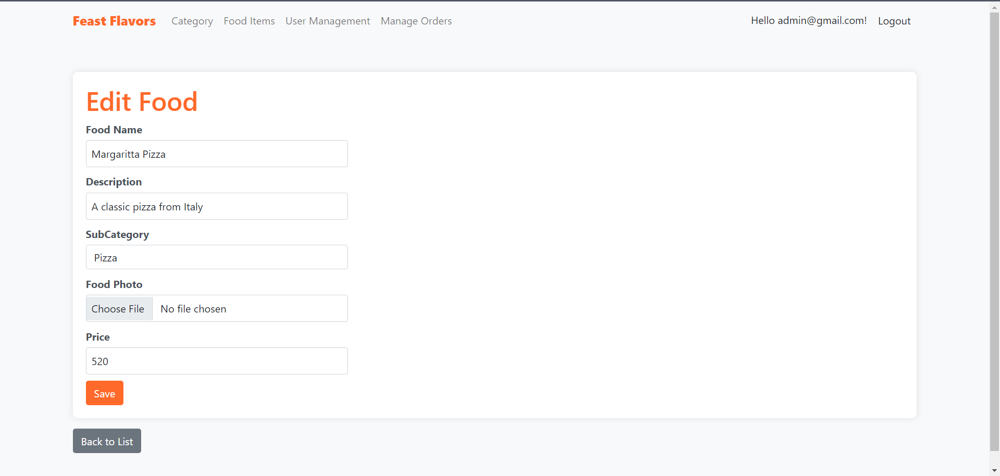 Feast Flavors Category Food Items User Management Manage Orders Hello admin@gmail.com! Logout
Edit Food
Food Name
Margaritta Pizza
Description
A classic pizza from Italy
SubCategory
Pizza
Food Photo
Choose File No file chosen
Price
520
Save
Back to List